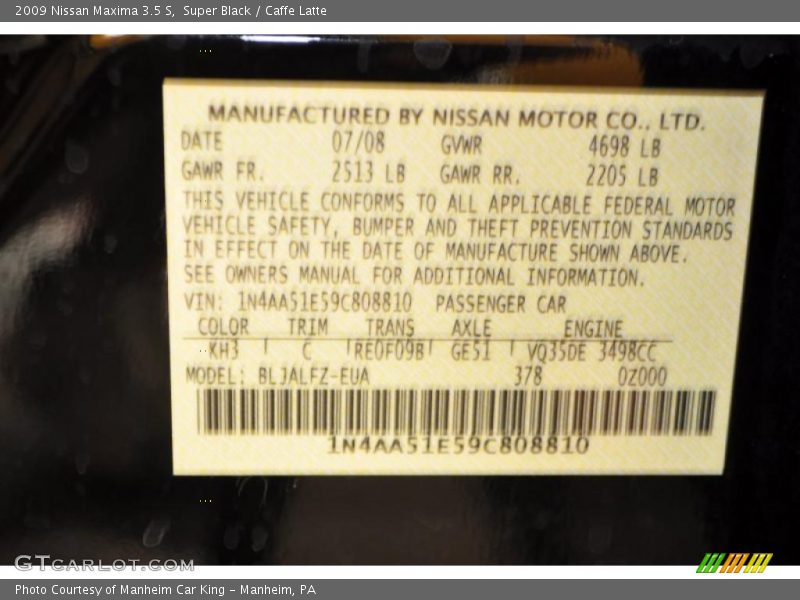 2009 Nissan Maxima 3.5 S, Super Black / Caffe Latte
MANUFACTURED BY NISSAN MOTOR CO., LTD.
DATE 07/08 GVWR 4698 LB
GAWR FR. 2513 LB GAWR RR. 2205 LB
THIS VEHICLE CONFORMS TO ALL APPLICABLE FEDERAL MOTOR
VEHICLE SAFETY, BUMPER AND THEFT PREVENTION STANDARDS
IN EFFECT ON THE DATE OF MANUFACTURE SHOWN ABOVE.
SEE OWNERS MANUAL FOR ADDITIONAL INFORMATION.
VIN: 1N4AA51E59C808810 PASSENGER CAR
COLOR TRIM TRANS AXLE ENGINE
KH3 C RE0F09B GE51 VQ35DE 3498CC
MODEL: BLJALFZ-EUA 378 0Z000
1N4AA51E59C808810
GTCARLOT.COM
Photo Courtesy of Manheim Car King - Manheim, PA